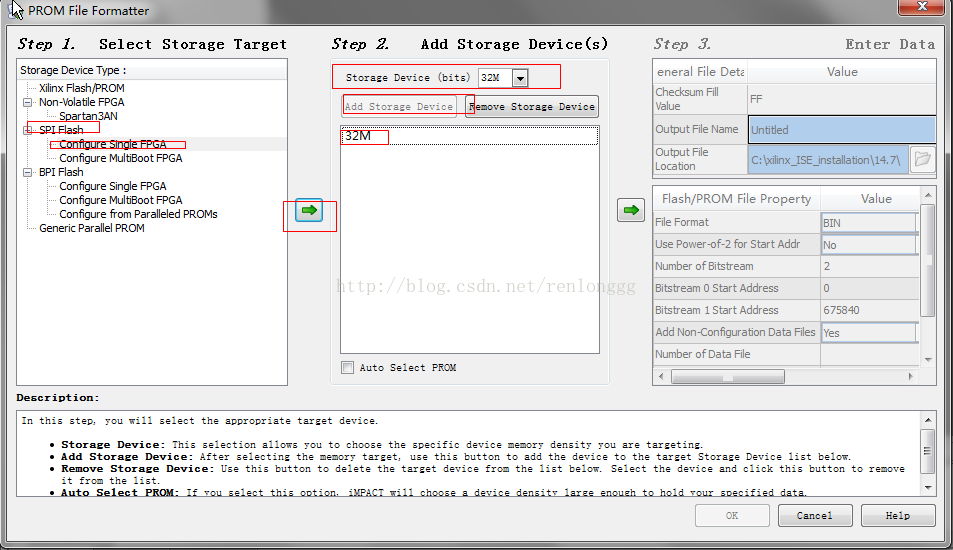 PROM File Formatter
Step 1. Select Storage Target
Storage Device Type :
Xilinx Flash/PROM
Non-Volatile FPGA
Spartan3AN
SPI Flash
Configure Single FPGA
Configure MultiBoot FPGA
BPI Flash
Configure Single FPGA
Configure MultiBoot FPGA
Configure from Paralleled PROMs
Generic Parallel PROM
Step 2. Add Storage Device(s)
Storage Device (bits) 32M
Add Storage Device Remove Storage Device
32M
Auto Select PROM
Step 3. Enter Data
eneral File Deta Value
Checksum Fill
Value FF
Output File Name Untitled
Output File
Location C:\xilinx_ISE_installation\14.7\
Flash/PROM File Property Value
File Format BIN
Use Power-of-2 for Start Addr No
Number of Bitstream 2
Bitstream 0 Start Address 0
Bitstream 1 Start Address 675840
Add Non-Configuration Data Files Yes
Number of Data File
http://blog.csdn.net/renlonggg
Description:
In this step, you will select the appropriate target device.
• Storage Device: This selection allows you to choose the specific device memory density you are targeting.
• Add Storage Device: After selecting the memory target, use this button to add the device to the target Storage Device list below.
• Remove Storage Device: Use this button to delete the target device from the list below. Select the device and click this button to remove
it from the list.
• Auto Select PROM: If you select this option, iMPACT will choose a device density large enough to hold your specified data.
OK Cancel Help